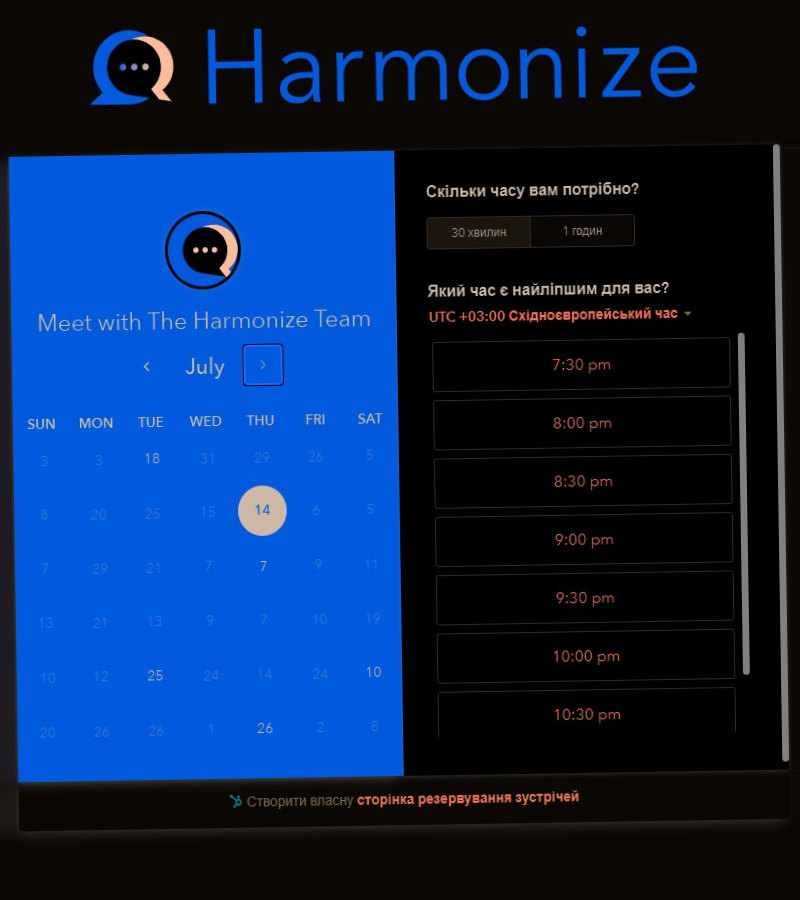 Harmonize
Meet with The Harmonize Team
July
SUN MON TUE WED THU FRI SAT
3 3 18 31 29 26 5
8 20 25 15 14 6 5
7 29 21 7 7 9 11
13 21 13 9 7 10 19
10 12 25 24 14 24 10
20 26 26 1 26 2 8
Скільки часу вам потрібно?
30 хвилин 1 годин
Який час є найліпшим для вас?
UTC +03:00 Східноєвропейський час
7:30 pm
8:00 pm
8:30 pm
9:00 pm
9:30 pm
10:00 pm
10:30 pm
Створити власну сторінка резервування зустрічей